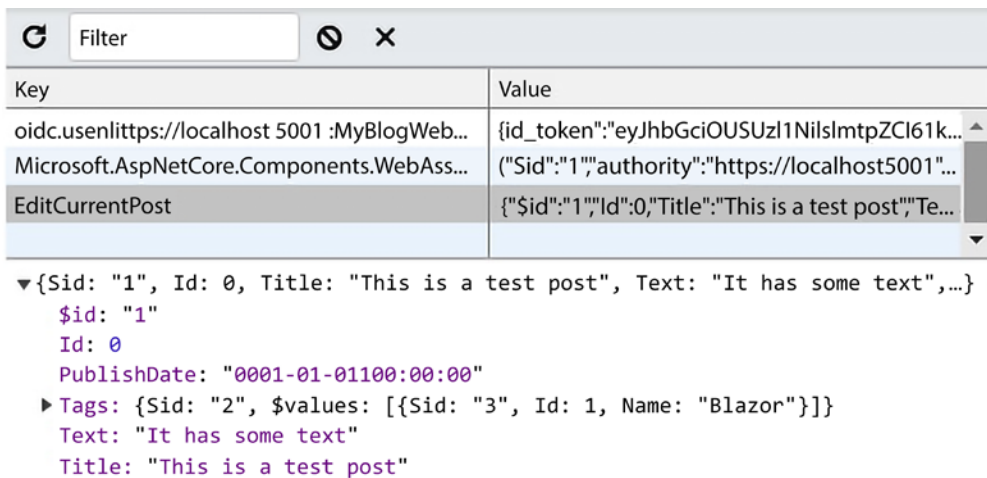 Filter
Key Value
oidc.usenlittps://localhost 5001 :MyBlogWeb... {id_token":"eyJhbGciOUSUzl1NilslmtpZCI61k...
Microsoft.AspNetCore.Components.WebAss... ("Sid":"1","authority":"https://localhost5001"...
EditCurrentPost {"$id":"1","Id":0,"Title":"This is a test post","Te...
{Sid: "1", Id: 0, Title: "This is a test post", Text: "It has some text",…}
$id: "1"
Id: 0
PublishDate: "0001-01-01100:00:00"
Tags: {Sid: "2", $values: [{Sid: "3", Id: 1, Name: "Blazor"}]}
Text: "It has some text"
Title: "This is a test post"